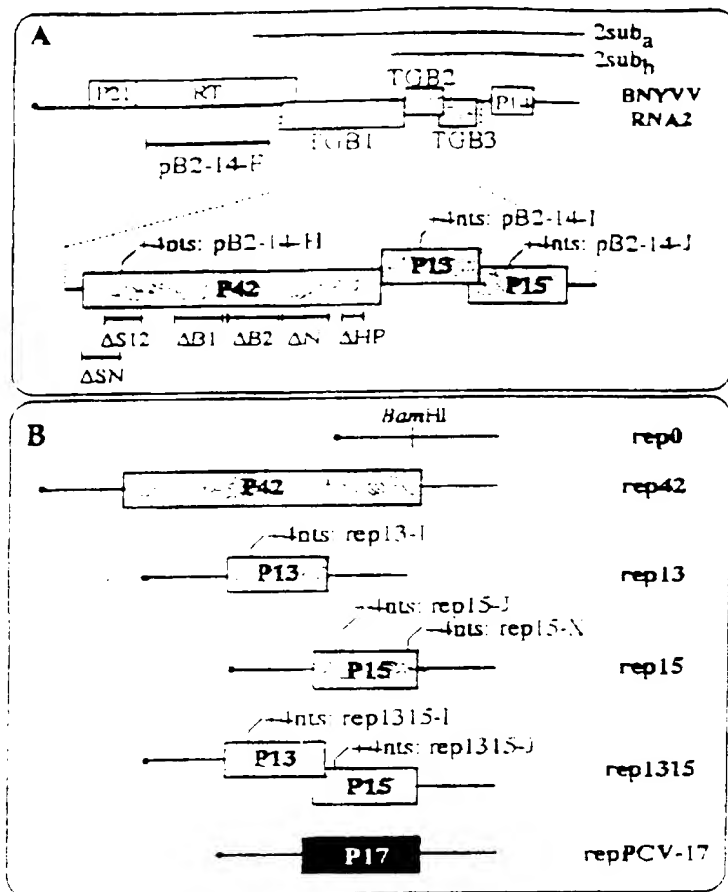 A
2sub_a
2sub_b
P21 RT TGB2 P14 BNYVV
RNA2
TGB1 TGB3
pB2-14-F
+4nts: pB2-14-I
+4nts: pB2-14-H +4nts: pB2-14-J
P42 P13 P15
ΔS12 ΔB1 ΔB2 ΔN ΔHP
ΔSN
B BamHI
rep0
P42 rep42
+4nts: rep13-I
P13 rep13
+4nts: rep15-J
+4nts: rep15-X
P15 rep15
+4nts: rep1315-I
P13 +4nts: rep1315-J
P15 rep1315
P17 repPCV-17